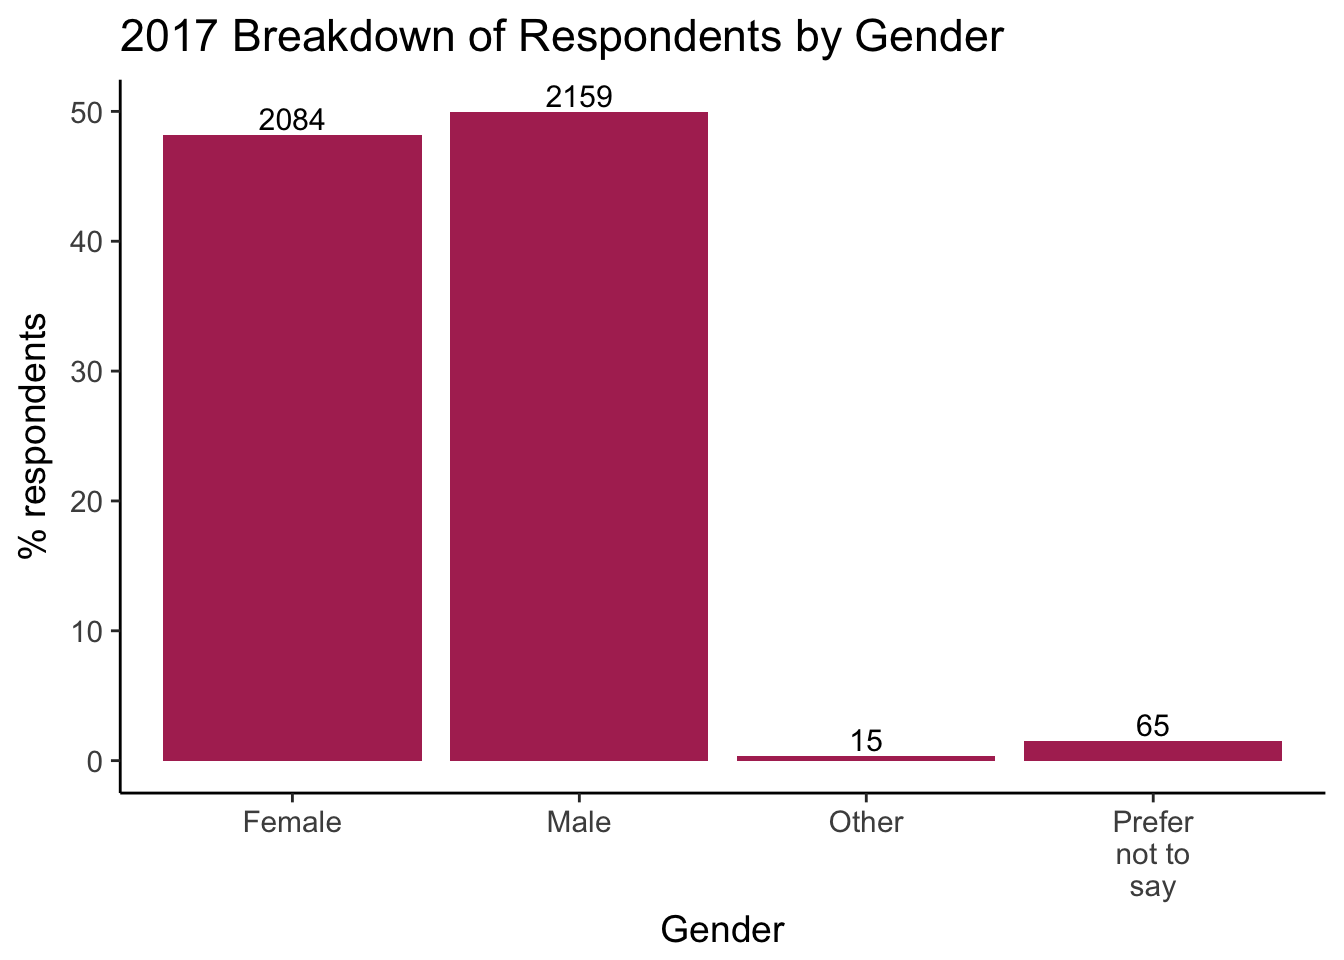 2017 Breakdown of Respondents by Gender
% respondents
50
40
30
20
10
0
2084
2159
15
65
Female
Male
Other
Prefer
not to
say
Gender